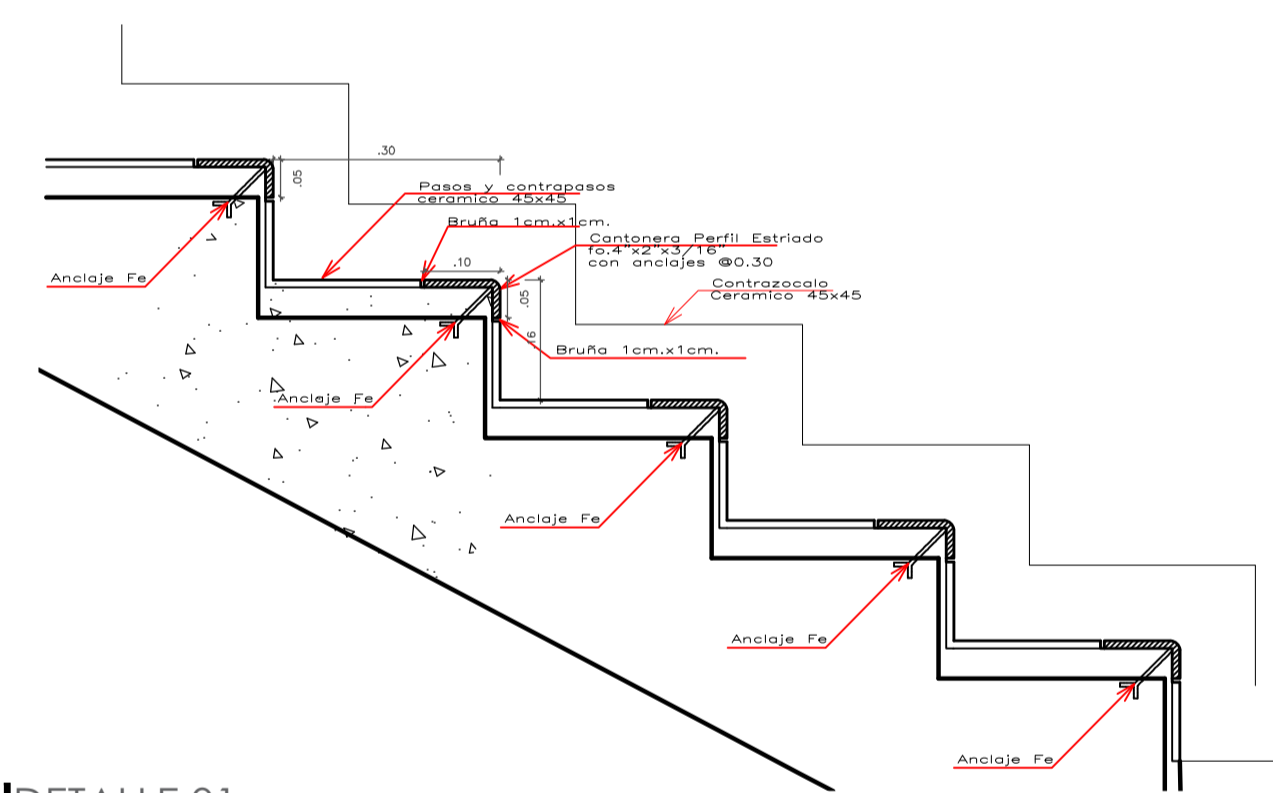 .30
.05
Pasos y contrapasos
ceramico 45x45
Bruña 1cm.x1cm.
Cantonera Perfil Estriado
fo.4"x2"x3/16"
con anclajes @0.30
.10
Anclaje Fe
Contrazocalo
Ceramico 45x45
.05
.16
Bruña 1cm.x1cm.
Anclaje Fe
Anclaje Fe
Anclaje Fe
Anclaje Fe
DETALLE 01